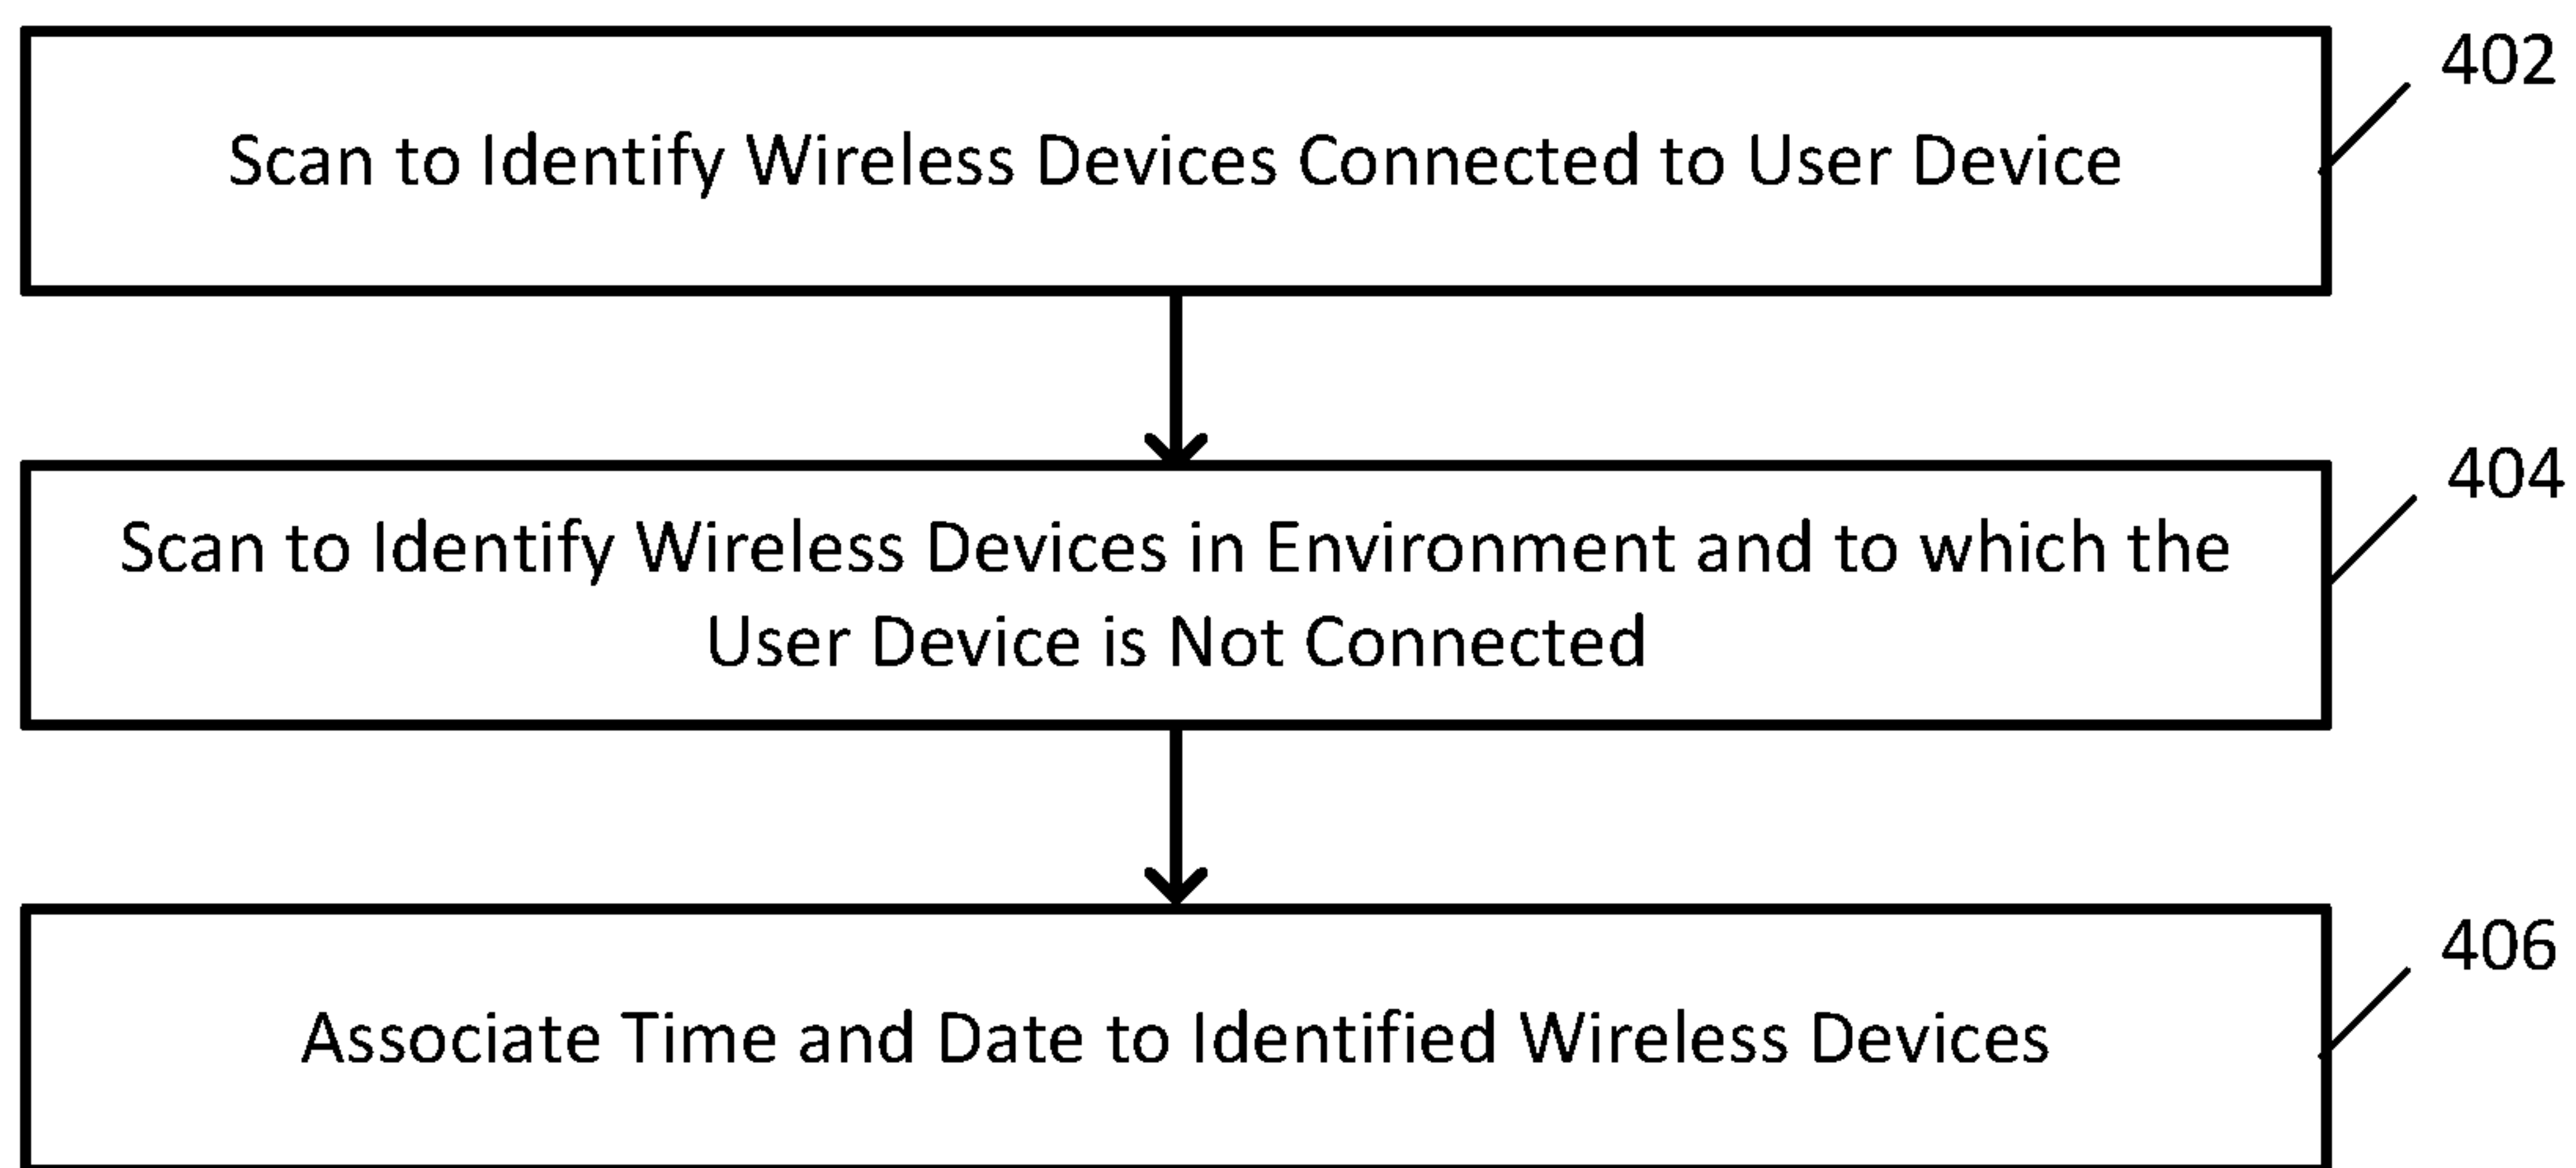 402
Scan to Identify Wireless Devices Connected to User Device
404
Scan to Identify Wireless Devices in Environment and to which the
User Device is Not Connected
406
Associate Time and Date to Identified Wireless Devices